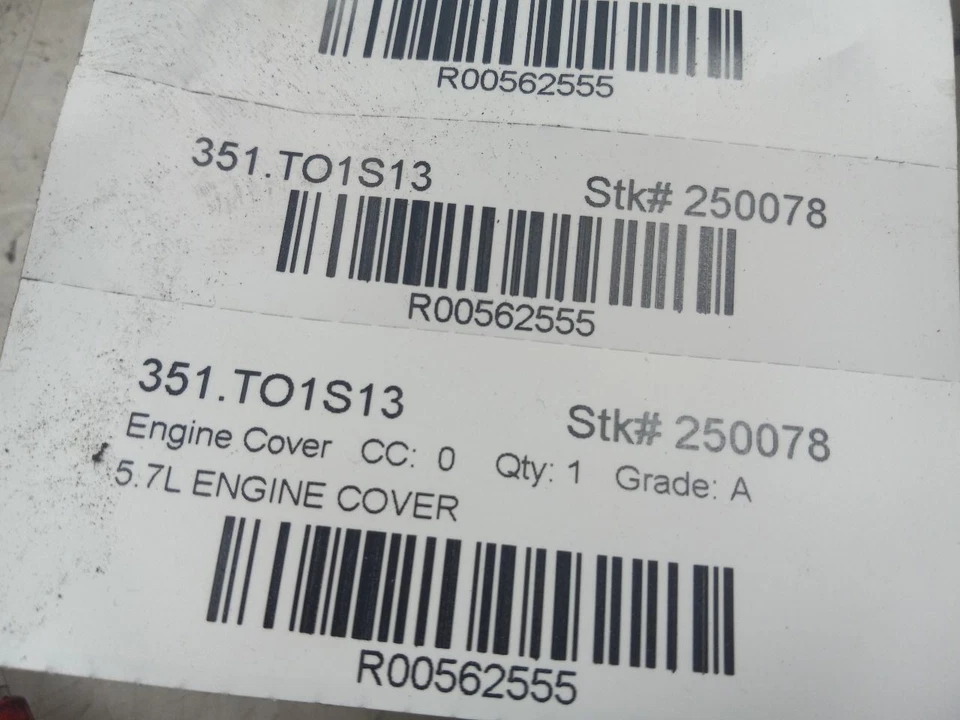 R00562555
351.TO1S13 Stk# 250078
R00562555
351.TO1S13 Stk# 250078
Engine Cover CC: 0 Qty: 1 Grade: A
5.7L ENGINE COVER
R00562555